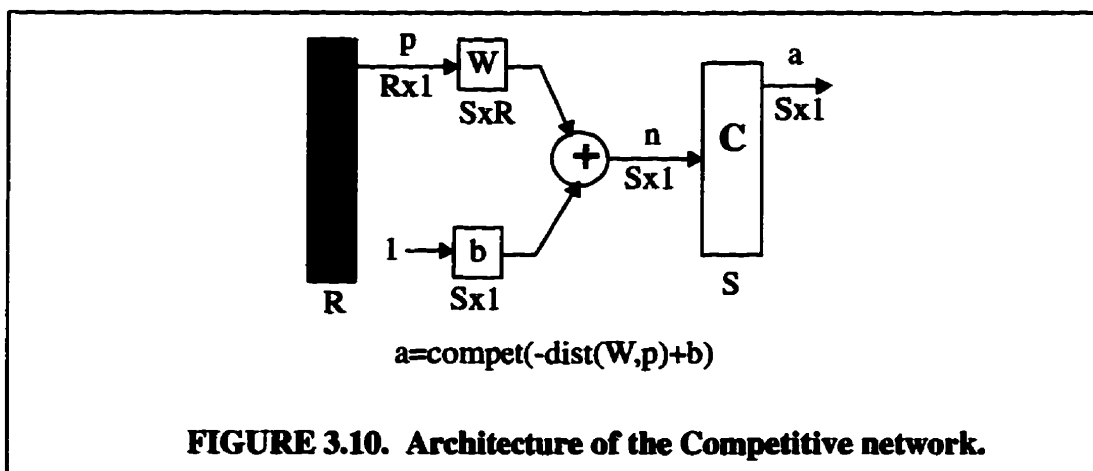 p
Rx1
W
SxR
R
1
b
Sx1
+
n
Sx1
C
S
a
Sx1
a=compet(-dist(W,p)+b)
FIGURE 3.10. Architecture of the Competitive network.